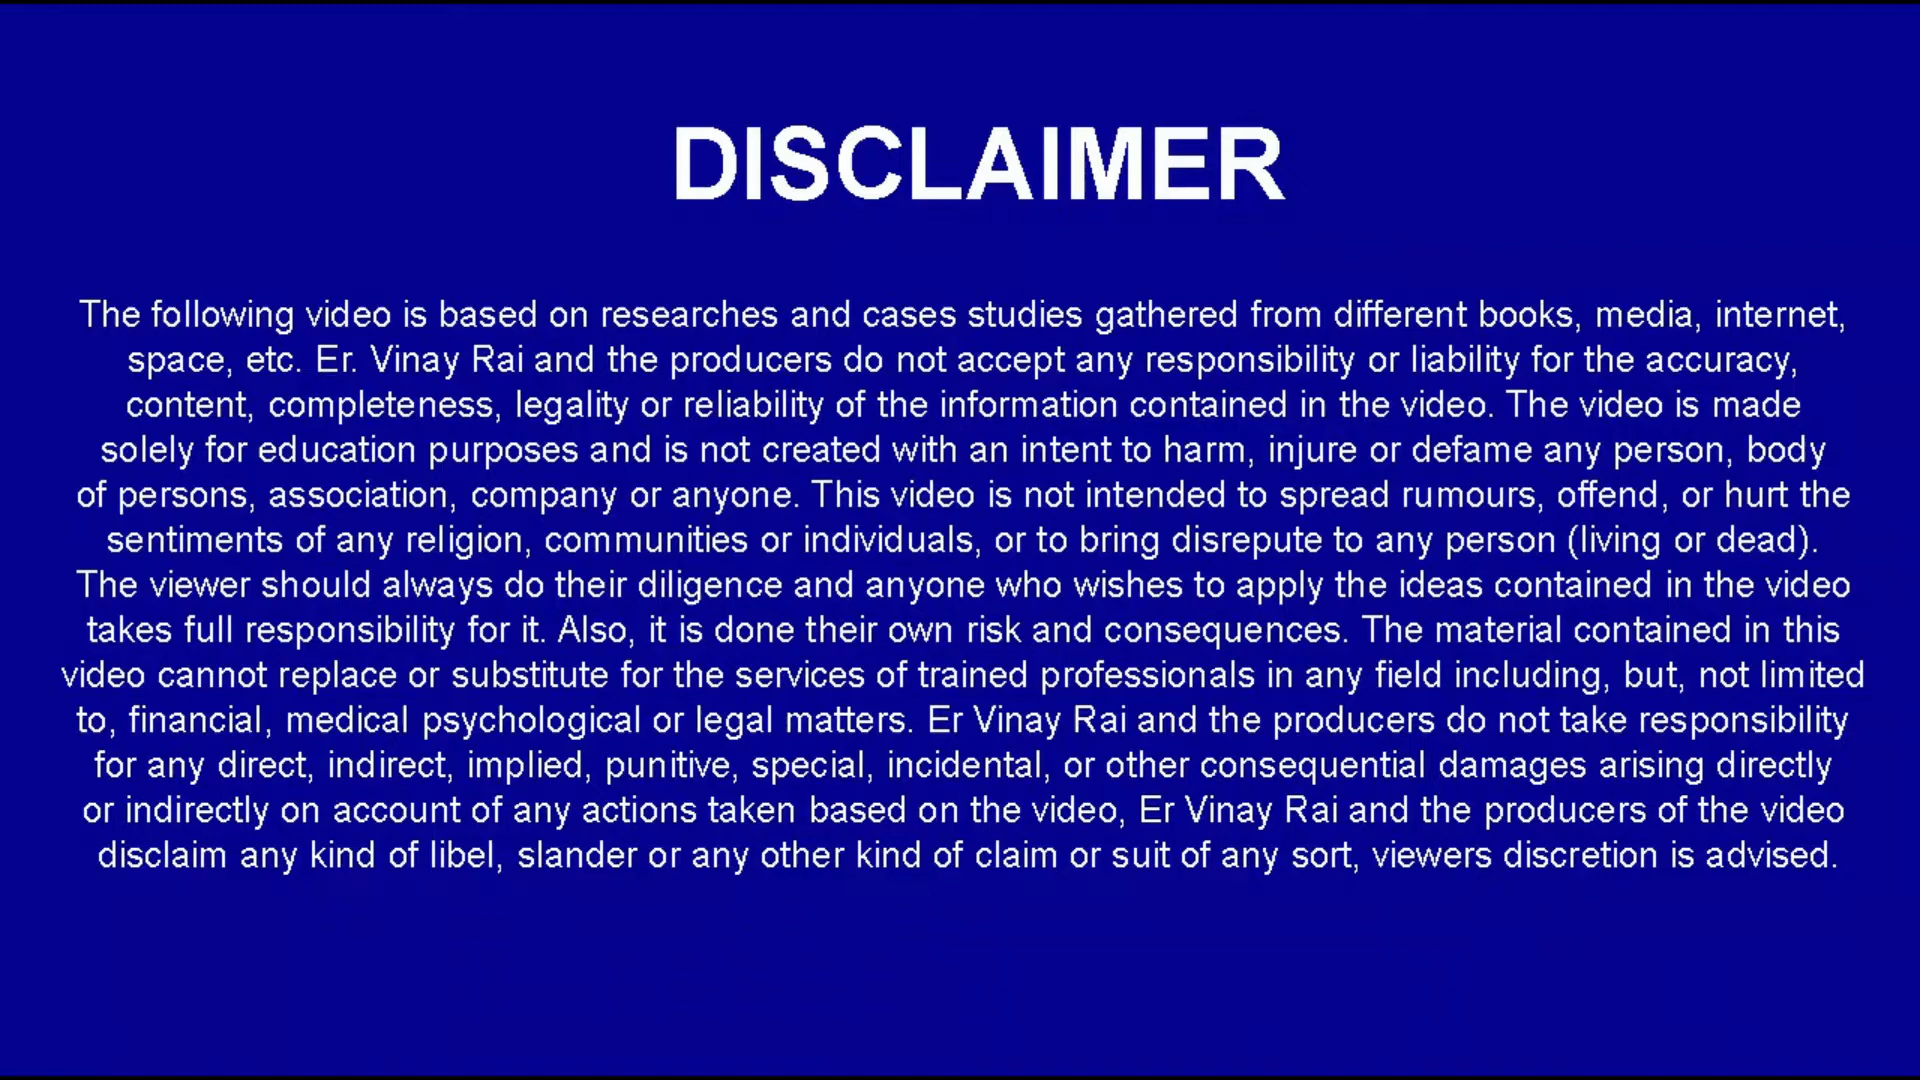 DISCLAIMER
The following video is based on researches and cases studies gathered from different books, media, internet,
space, etc. Er. Vinay Rai and the producers do not accept any responsibility or liability for the accuracy,
content, completeness, legality or reliability of the information contained in the video. The video is made
solely for education purposes and is not created with an intent to harm, injure or defame any person, body
of persons, association, company or anyone. This video is not intended to spread rumours, offend, or hurt the
sentiments of any religion, communities or individuals, or to bring disrepute to any person (living or dead).
The viewer should always do their diligence and anyone who wishes to apply the ideas contained in the video
takes full responsibility for it. Also, it is done their own risk and consequences. The material contained in this
video cannot replace or substitute for the services of trained professionals in any field including, but, not limited
to, financial, medical psychological or legal matters. Er Vinay Rai and the producers do not take responsibility
for any direct, indirect, implied, punitive, special, incidental, or other consequential damages arising directly
or indirectly on account of any actions taken based on the video, Er Vinay Rai and the producers of the video
disclaim any kind of libel, slander or any other kind of claim or suit of any sort, viewers discretion is advised.